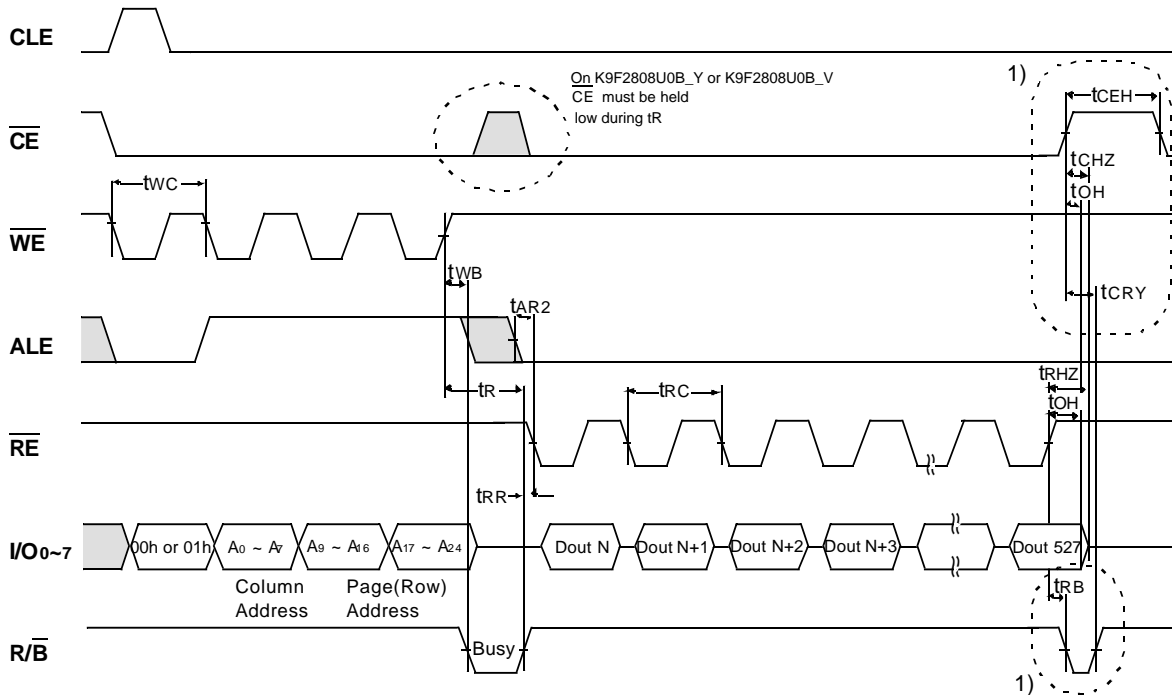 CLE
On K9F2808U0B_Y or K9F2808U0B_V
CE must be held
low during tR
1)
tCEH
CE
tCHZ
tOH
tWC
WE
tWB
tCRY
tAR2
ALE
tR
tRC
tRHZ
tOH
RE
tRR
I/O0~7
00h or 01h
A0 ~ A7
A9 ~ A16
A17 ~ A24
Dout N
Dout N+1
Dout N+2
Dout N+3
Dout 527
Column
Address
Page(Row)
Address
tRB
R/B
Busy
1)